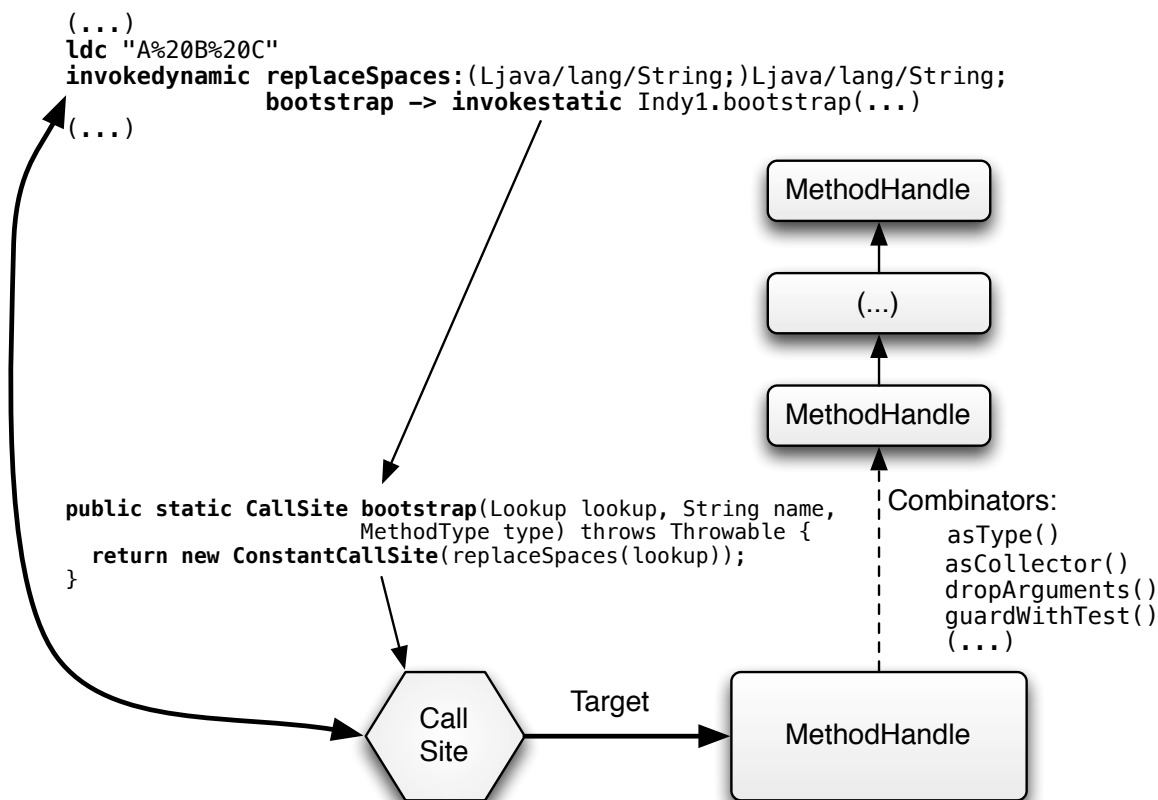 (...)
ldc "A%20B%20C"
invokedynamic replaceSpaces:(Ljava/lang/String;)Ljava/lang/String;
bootstrap –> invokestatic Indy1.bootstrap(...)
(...)
MethodHandle
(...)
MethodHandle
Combinators:
asType()
asCollector()
dropArguments()
guardWithTest()
(...)
public static CallSite bootstrap(Lookup lookup, String name,
MethodType type) throws Throwable {
return new ConstantCallSite(replaceSpaces(lookup));
}
Call
Site
Target
MethodHandle